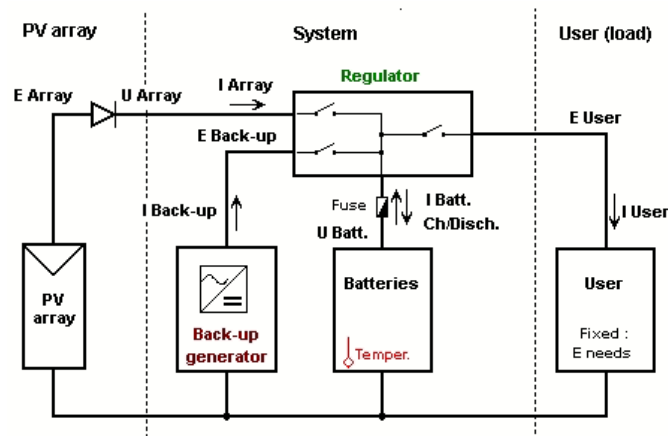 PV array
System
User (load)
Regulator
I Array
E Array
U Array
E Back-up
E User
I Back-up
Fuse
I Batt.
Ch/Disch.
U Batt.
I User
PV
array
Back-up
generator
Batteries
Temper.
User
Fixed :
E needs